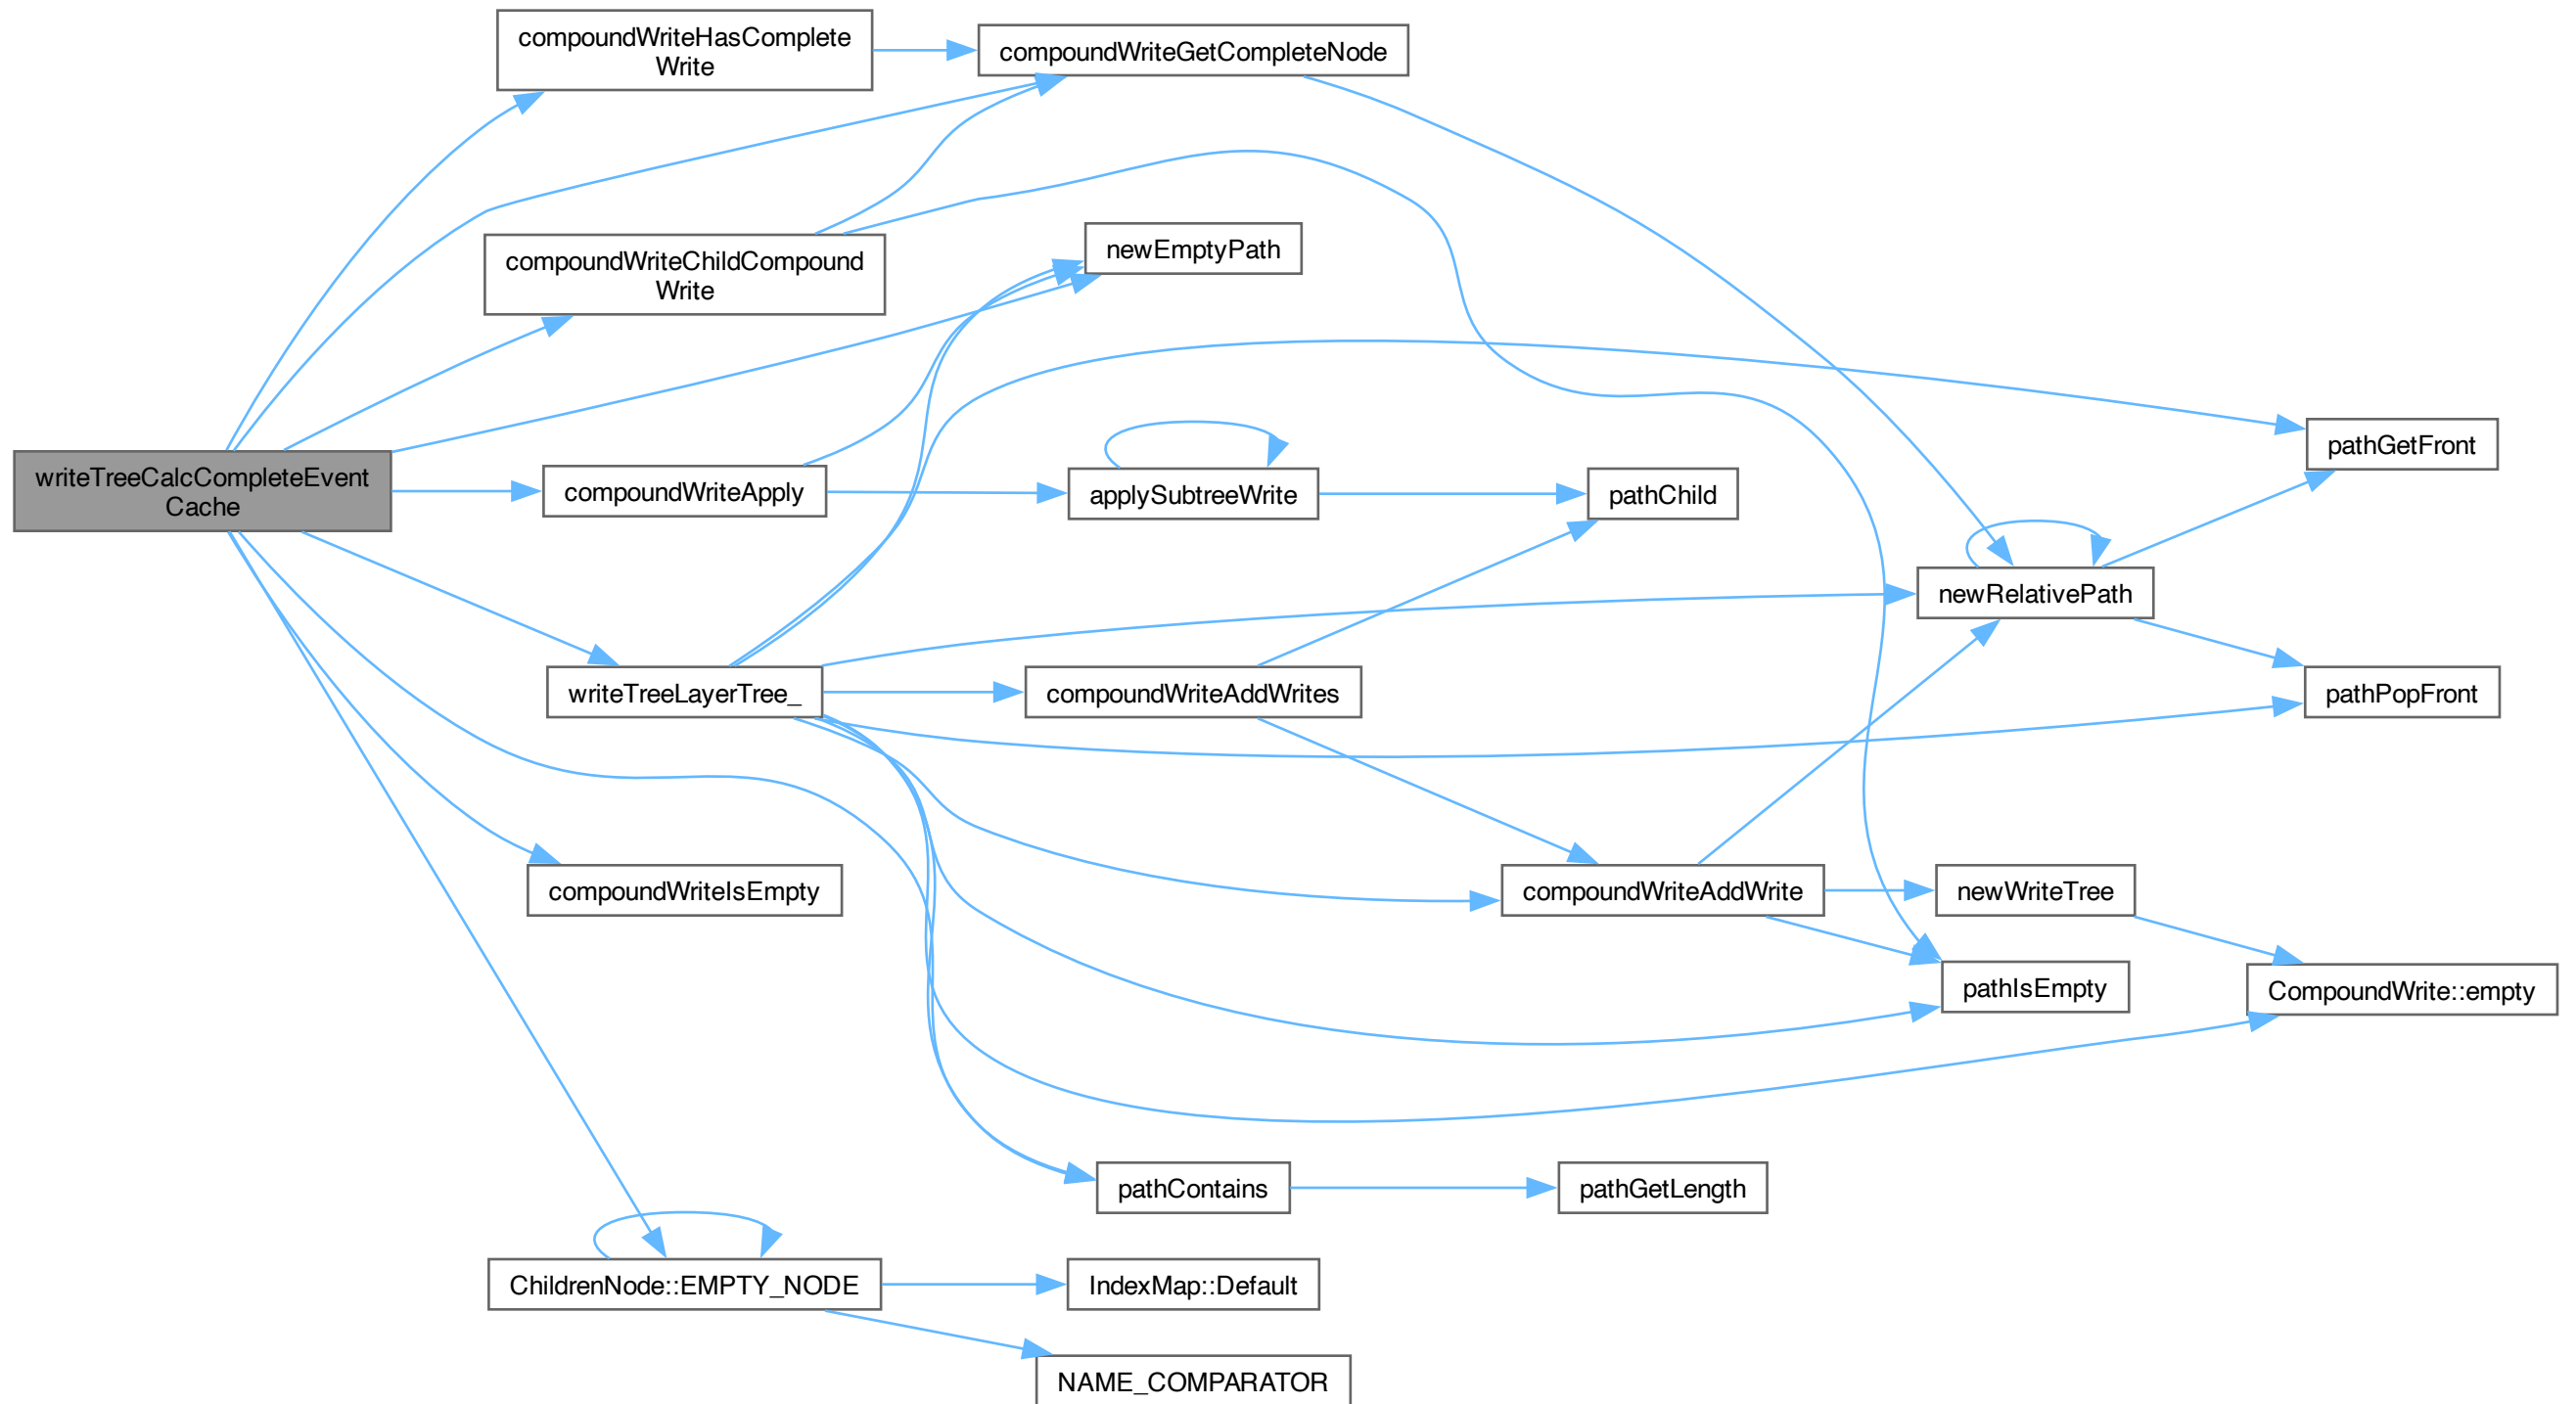 compoundWriteHasComplete
Write
compoundWriteGetCompleteNode
newEmptyPath
compoundWriteChildCompound
Write
pathGetFront
writeTreeCalcCompleteEvent
Cache
compoundWriteApply
applySubtreeWrite
pathChild
newRelativePath
writeTreeLayerTree_
compoundWriteAddWrites
pathPopFront
compoundWriteIsEmpty
compoundWriteAddWrite
newWriteTree
pathIsEmpty
CompoundWrite::empty
pathContains
pathGetLength
ChildrenNode::EMPTY_NODE
IndexMap::Default
NAME_COMPARATOR